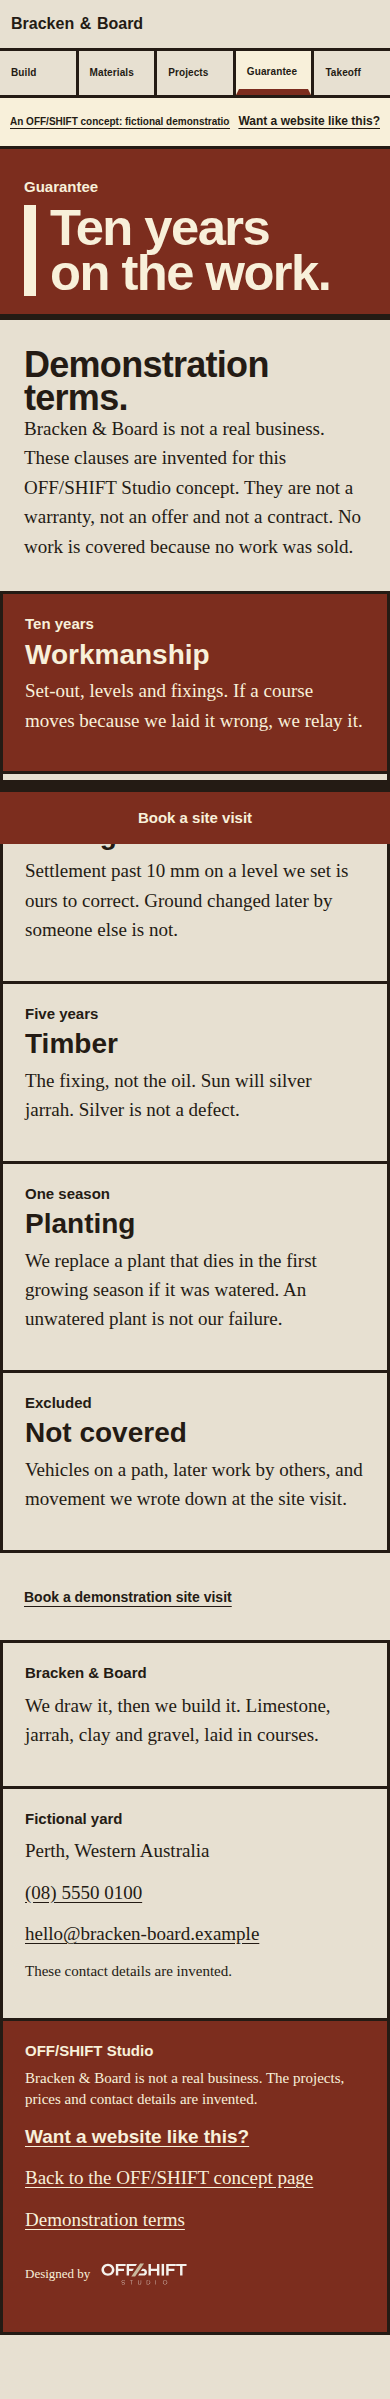 Bracken & Board
Build
Materials
Projects
Guarantee
Takeoff
An OFF/SHIFT concept: fictional demonstratio
Want a website like this?
Guarantee
Ten years
on the work.
Demonstration
terms.
Bracken & Board is not a real business.
These clauses are invented for this
OFF/SHIFT Studio concept. They are not a
warranty, not an offer and not a contract. No
work is covered because no work was sold.
Ten years
Workmanship
Set-out, levels and fixings. If a course
moves because we laid it wrong, we relay it.
Book a site visit
Settlement past 10 mm on a level we set is
ours to correct. Ground changed later by
someone else is not.
Five years
Timber
The fixing, not the oil. Sun will silver
jarrah. Silver is not a defect.
One season
Planting
We replace a plant that dies in the first
growing season if it was watered. An
unwatered plant is not our failure.
Excluded
Not covered
Vehicles on a path, later work by others, and
movement we wrote down at the site visit.
Book a demonstration site visit
Bracken & Board
We draw it, then we build it. Limestone,
jarrah, clay and gravel, laid in courses.
Fictional yard
Perth, Western Australia
(08) 5550 0100
hello@bracken-board.example
These contact details are invented.
OFF/SHIFT Studio
Bracken & Board is not a real business. The projects,
prices and contact details are invented.
Want a website like this?
Back to the OFF/SHIFT concept page
Demonstration terms
Designed by
OFF/SHIFT
STUDIO